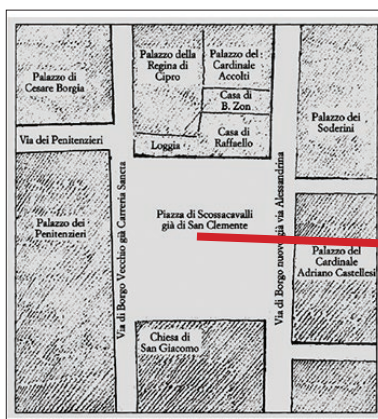 Palazzo di
Cesare Borgia
Palazzo della
Regina di
Cipro
Palazzo del
Cardinale
Accolti
Casa di
B. Zon
Casa di
Raffaello
Loggia
Palazzo dei
Soderini
Via dei Penitenzieri
Palazzo dei
Penitenzieri
Via di Borgo Vecchio già Carreria Sancta
Piazza di Scossacavalli
già di San Clemente
Via di Borgo nuovo già via Alessandrina
Palazzo del
Cardinale
Adriano Castellesi
Chiesa di
San Giacomo